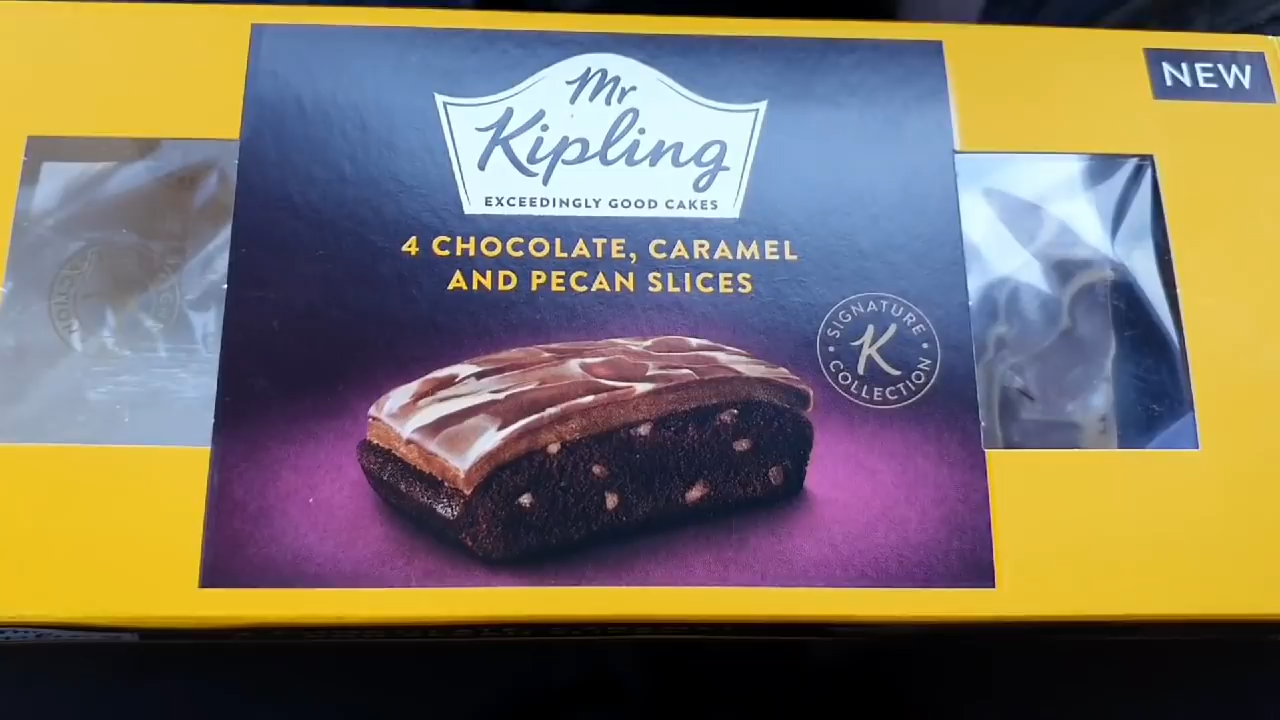 NEW
Mr
Kipling
EXCEEDINGLY GOOD CAKES
4 CHOCOLATE, CARAMEL
AND PECAN SLICES
SIGNATURE
K
COLLECTION